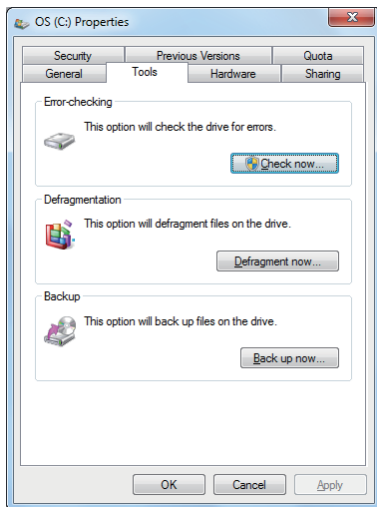 OS (C:) Properties
Security Previous Versions Quota
General Tools Hardware Sharing
Error-checking
This option will check the drive for errors.
Check now...
Defragmentation
This option will defragment files on the drive.
Defragment now...
Backup
This option will back up files on the drive.
Back up now...
OK Cancel Apply